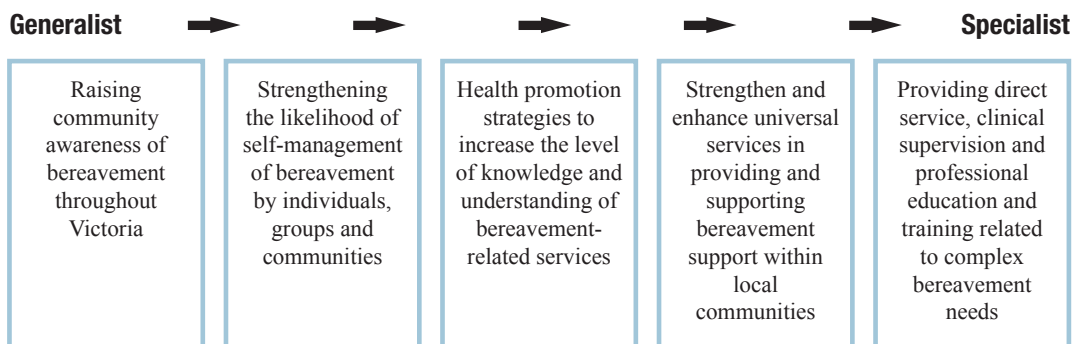 Generalist
Specialist
Raising
community
awareness of
bereavement
throughout
Victoria
Strengthening
the likelihood of
self-management
of bereavement
by individuals,
groups and
communities
Health promotion
strategies to
increase the level
of knowledge and
understanding of
bereavement-
related services
Strengthen and
enhance universal
services in
providing and
supporting
bereavement
support within
local
communities
Providing direct
service, clinical
supervision and
professional
education and
training related
to complex
bereavement
needs